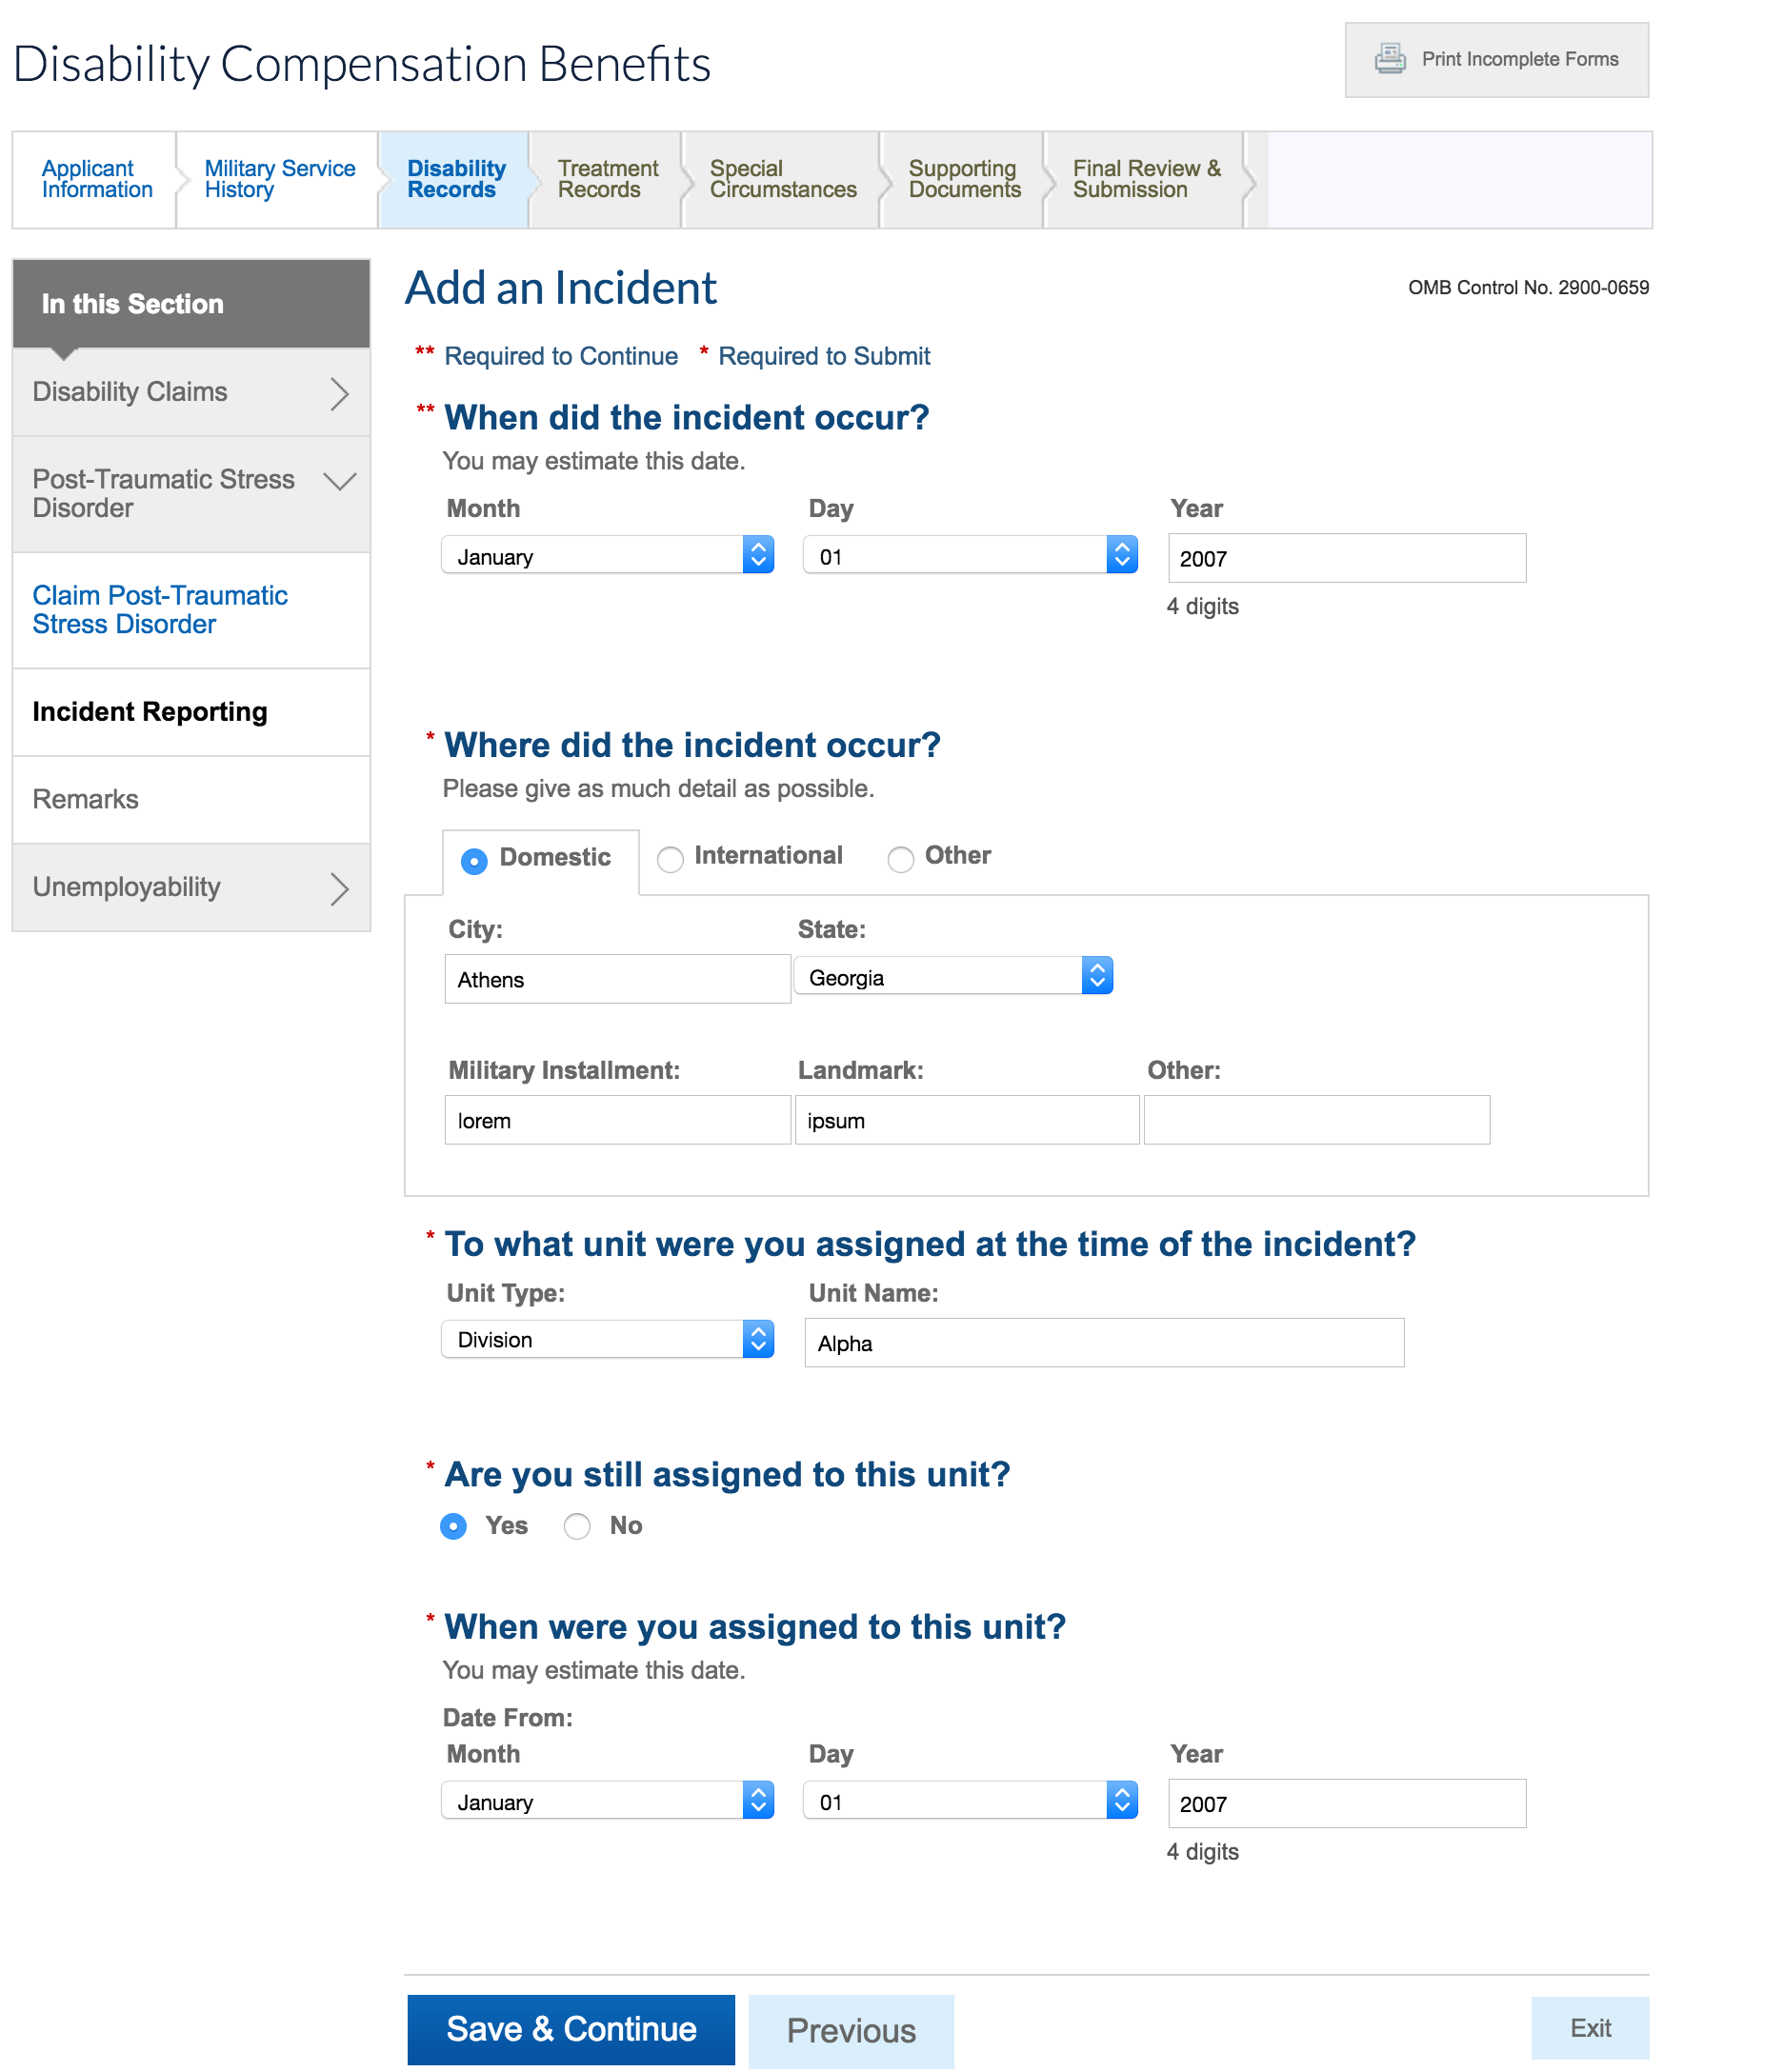 Disability Compensation Benefits
Print Incomplete Forms
Applicant
Information
Military Service
History
Disability
Records
Treatment
Records
Special
Circumstances
Supporting
Documents
Final Review &
Submission
In this Section
Disability Claims
Post-Traumatic Stress
Disorder
Claim Post-Traumatic
Stress Disorder
Incident Reporting
Remarks
Unemployability
Add an Incident
OMB Control No. 2900-0659
** Required to Continue * Required to Submit
** When did the incident occur?
You may estimate this date.
Month Day Year
January 01 2007
4 digits
* Where did the incident occur?
Please give as much detail as possible.
Domestic International Other
City: State:
Athens Georgia
Military Installment: Landmark: Other:
lorem ipsum
* To what unit were you assigned at the time of the incident?
Unit Type: Unit Name:
Division Alpha
* Are you still assigned to this unit?
Yes No
* When were you assigned to this unit?
You may estimate this date.
Date From:
Month Day Year
January 01 2007
4 digits
Save & Continue Previous Exit